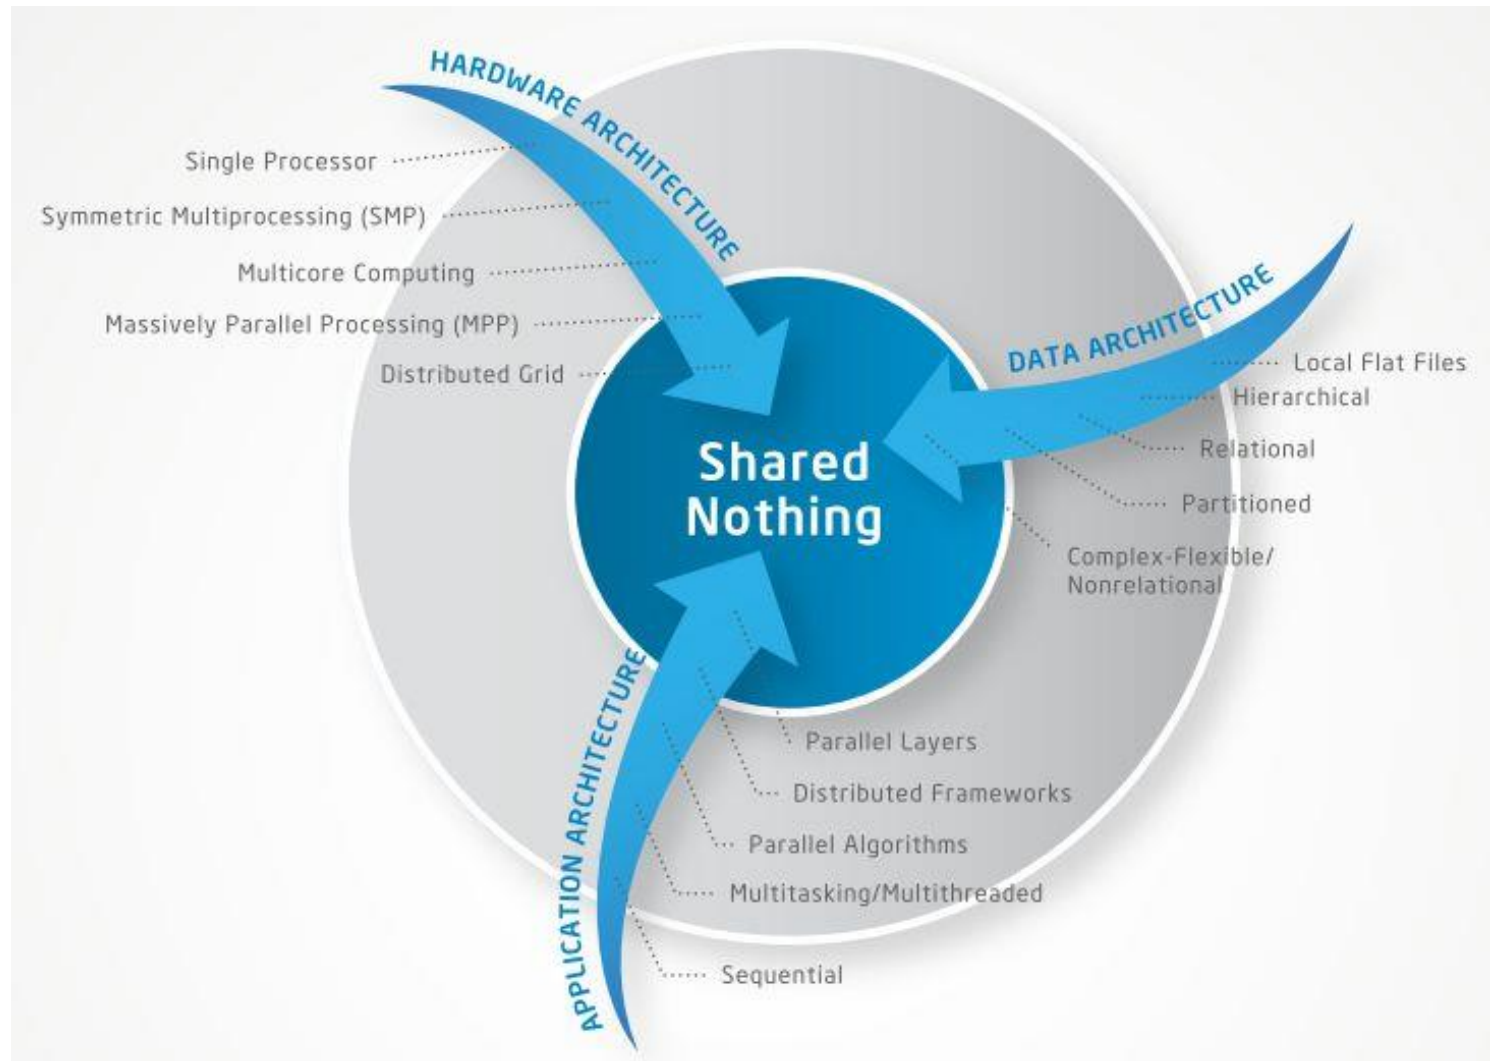 HARDWARE ARCHITECTURE
Single Processor
Symmetric Multiprocessing (SMP)
Multicore Computing
Massively Parallel Processing (MPP)
Distributed Grid
DATA ARCHITECTURE
Local Flat Files
Hierarchical
Relational
Partitioned
Complex-Flexible/
Nonrelational
Shared
Nothing
APPLICATION ARCHITECTURE
Parallel Layers
Distributed Frameworks
Parallel Algorithms
Multitasking/Multithreaded
Sequential